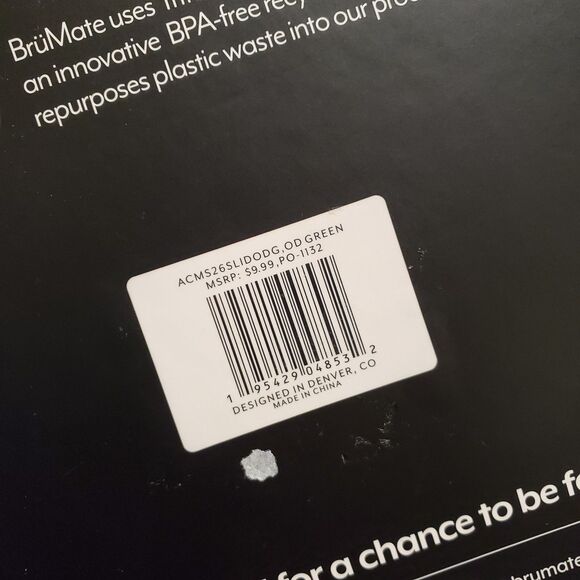 BrüMate uses
an innovative BPA-free
repurposes plastic waste into our
ACMS26SLIDODG,OD GREEN
MSRP: $9.99,PO-1132
1 95429 04853 2
DESIGNED IN DENVER, CO
MADE IN CHINA
for a chance to be
brumate